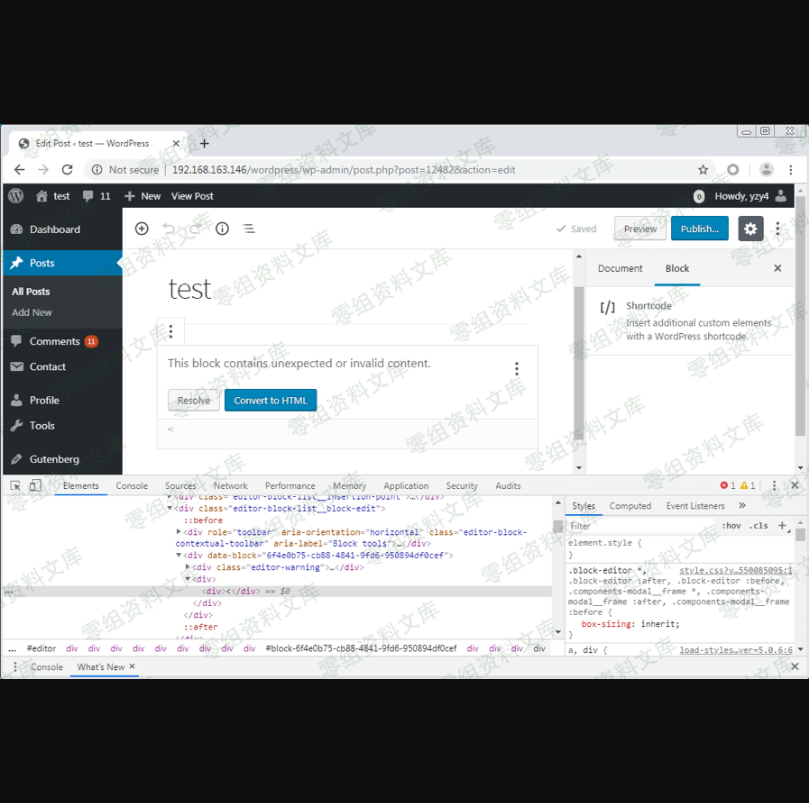 Edit Post ‹ test — WordPress
Not secure | 192.168.163.146/wordpress/wp-admin/post.php?post=12482&action=edit
test 11 New View Post 0 Howdy, yzy4
Dashboard
Saved Preview Publish...
Posts
All Posts
Add New
Comments 11
Contact
Profile
Tools
Gutenberg
test
This block contains unexpected or invalid content.
Resolve Convert to HTML
<
Document Block
[/] Shortcode
Insert additional custom elements
with a WordPress shortcode.
Elements Console Sources Network Performance Memory Application Security Audits 1 1
<div class="editor-block-list__insertion-point">…</div>
<div class="editor-block-list__block-edit">
::before
<div role="toolbar" aria-orientation="horizontal" class="editor-block-
contextual-toolbar" aria-label="Block tools">…</div>
<div data-block="6f4e0b75-cb88-4841-9fd6-950894df0cef">
<div class="editor-warning">…</div>
<div>
<div><</div> == $0
</div>
</div>
::after
</div>
... #editor div div div div div div div div div #block-6f4e0b75-cb88-4841-9fd6-950894df0cef div div div div
Styles Computed Event Listeners »
Filter :hov .cls +
element.style {
}
.block-editor *, style.css?v…550085095:1
.block-editor :after, .block-editor :before,
.components-modal__frame *, .components-
modal__frame :after, .components-modal__frame
:before {
box-sizing: inherit;
}
a, div { load-styles…ver=5.0.6:6
Console What's New
零组资料文库